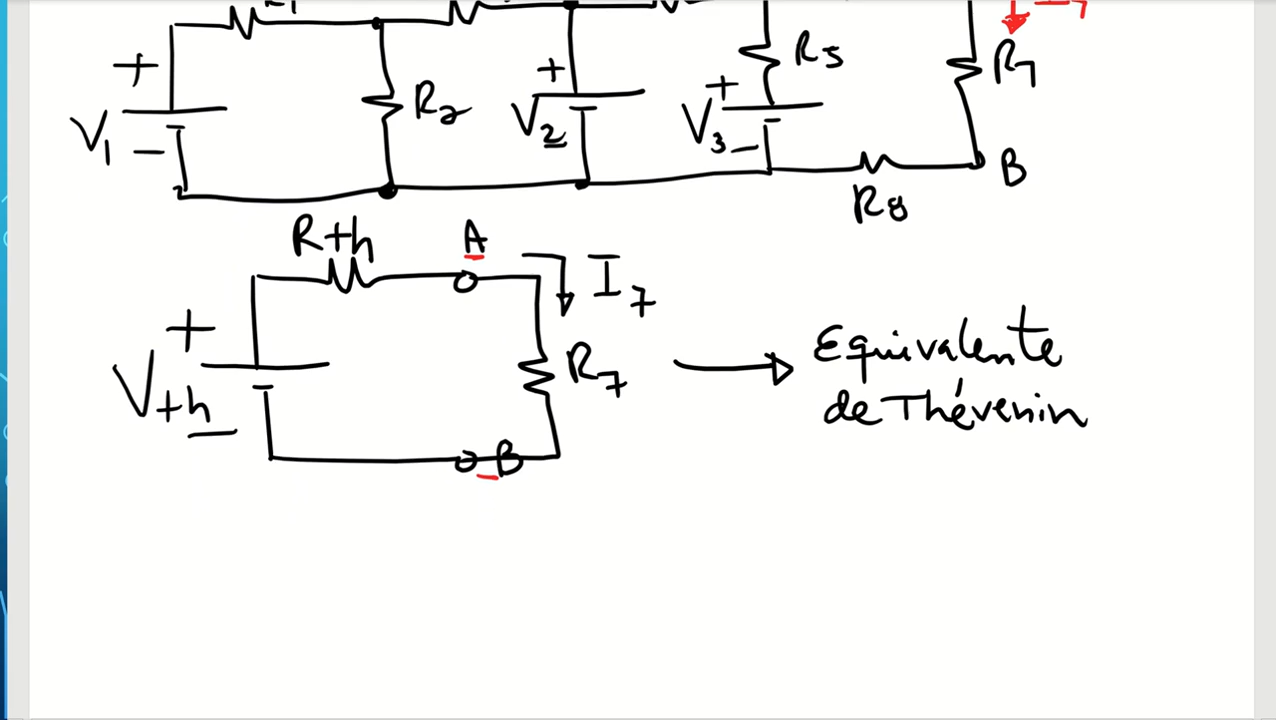 +
R2
+
V2
R5
+
V3
-
R7
V1
-
B
R8
Rth
A
I7
+
Vth
-
R7
Equivalente
de Thévenin
B